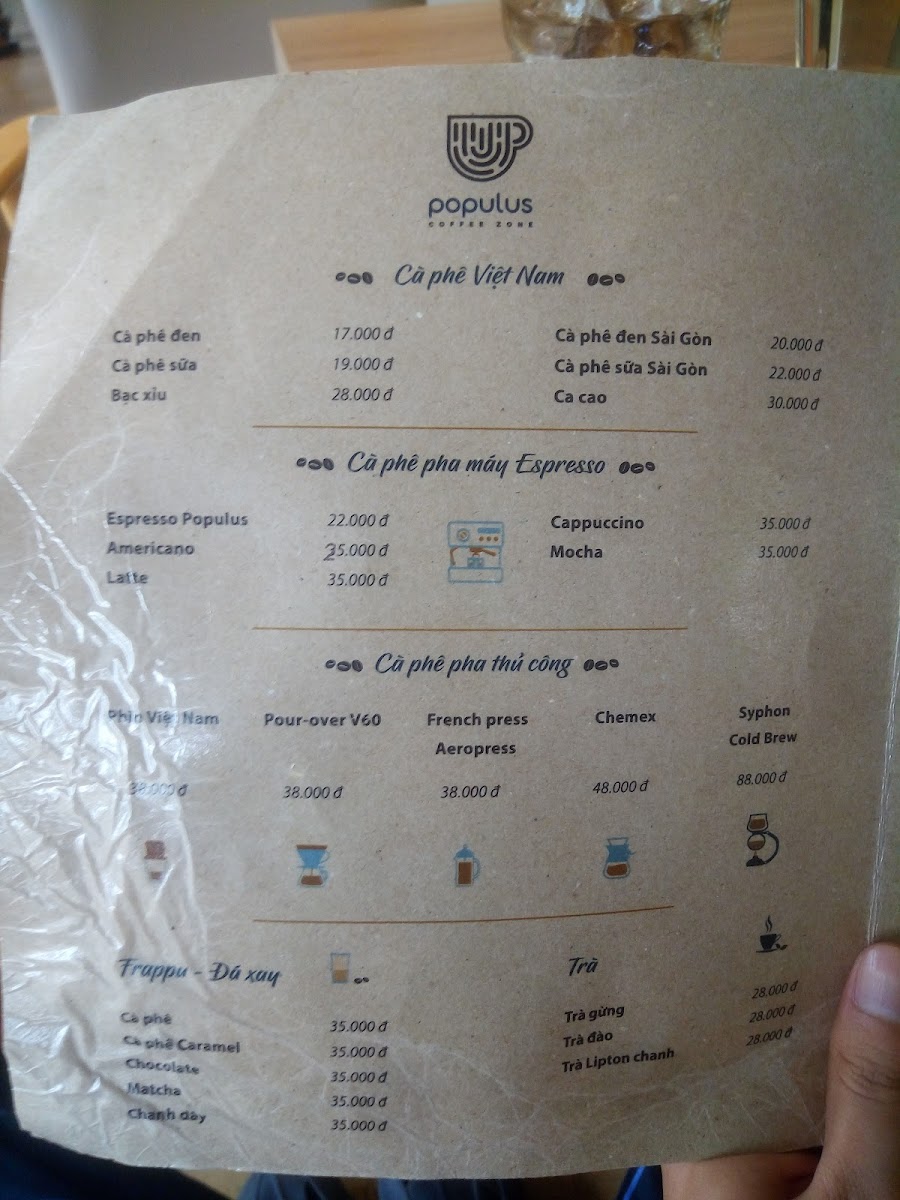 populus
COFFEE ZONE
Cà phê Việt Nam
Cà phê đen 17.000 đ Cà phê đen Sài Gòn 20.000 đ
Cà phê sữa 19.000 đ Cà phê sữa Sài Gòn 22.000 đ
Bạc xỉu 28.000 đ Ca cao 30.000 đ
Cà phê pha máy Espresso
Espresso Populus 22.000 đ Cappuccino 35.000 đ
Americano 25.000 đ Mocha 35.000 đ
Latte 35.000 đ
Cà phê pha thủ công
Phin Việt Nam Pour-over V60 French press Chemex Syphon
Aeropress Cold Brew
38.000 đ 38.000 đ 38.000 đ 48.000 đ 88.000 đ
Frappu - Đá xay
Cà phê 35.000 đ
Cà phê Caramel 35.000 đ
Chocolate 35.000 đ
Matcha 35.000 đ
Chanh dây 35.000 đ
Trà
Trà gừng 28.000 đ
Trà đào 28.000 đ
Trà Lipton chanh 28.000 đ